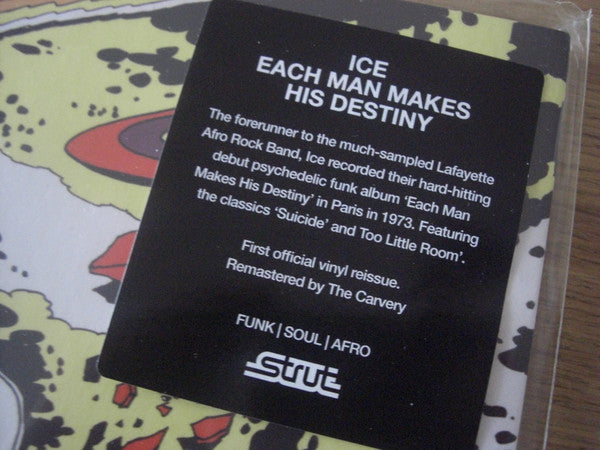 ICE
EACH MAN MAKES
HIS DESTINY
The forerunner to the much-sampled Lafayette
Afro Rock Band, Ice recorded their hard-hitting
debut psychedelic funk album ‘Each Man
Makes His Destiny’ in Paris in 1973. Featuring
the classics ‘Suicide’ and Too Little Room’.
First official vinyl reissue.
Remastered by The Carvery
FUNK | SOUL | AFRO
Strut